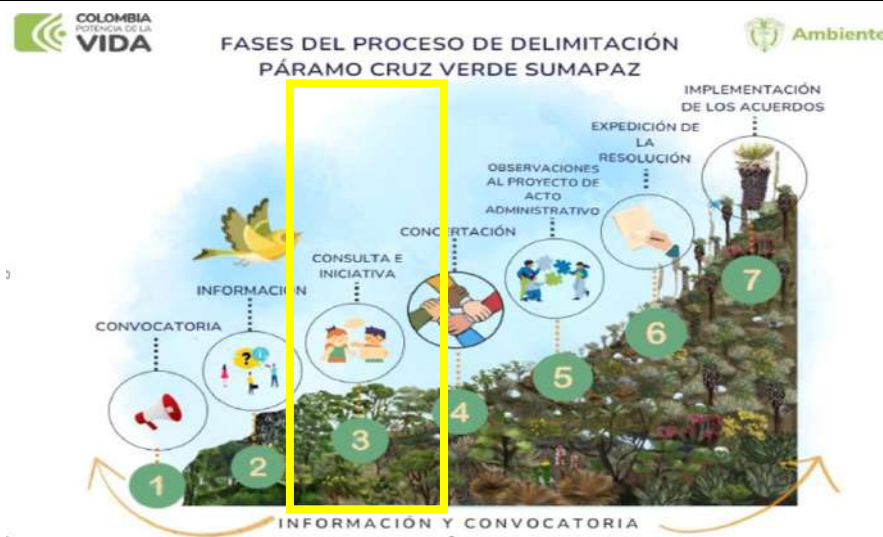 COLOMBIA
POTENCIA DE LA
VIDA
Ambiente
FASES DEL PROCESO DE DELIMITACIÓN
PÁRAMO CRUZ VERDE SUMAPAZ
IMPLEMENTACIÓN
DE LOS ACUERDOS
EXPEDICIÓN DE
LA
RESOLUCIÓN
OBSERVACIONES
AL PROYECTO DE
ACTO
ADMINISTRATIVO
CONCERTACIÓN
CONSULTA E
INICIATIVA
INFORMACIÓN
CONVOCATORIA
?
i
1
2
3
4
5
6
7
INFORMACIÓN Y CONVOCATORIA